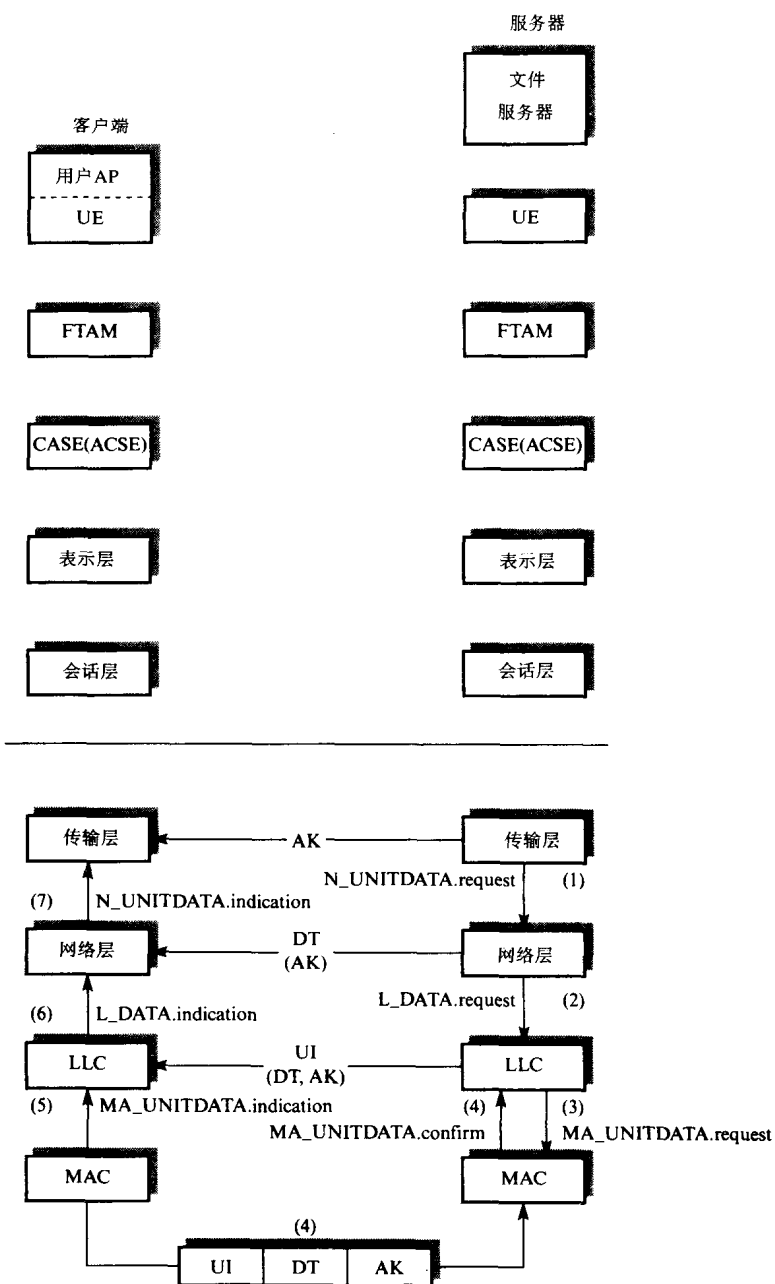 服务器
文件
服务器
客户端
用户AP
UE
UE
FTAM
FTAM
CASE(ACSE)
CASE(ACSE)
表示层
表示层
会话层
会话层
传输层
AK
传输层
N_UNITDATA.request
(1)
(7)
N_UNITDATA.indication
网络层
DT
(AK)
网络层
L_DATA.request
(2)
(6)
L_DATA.indication
LLC
UI
(DT, AK)
LLC
(5)
MA_UNITDATA.indication
(4)
(3)
MA_UNITDATA.confirm
MA_UNITDATA.request
MAC
MAC
(4)
UI
DT
AK